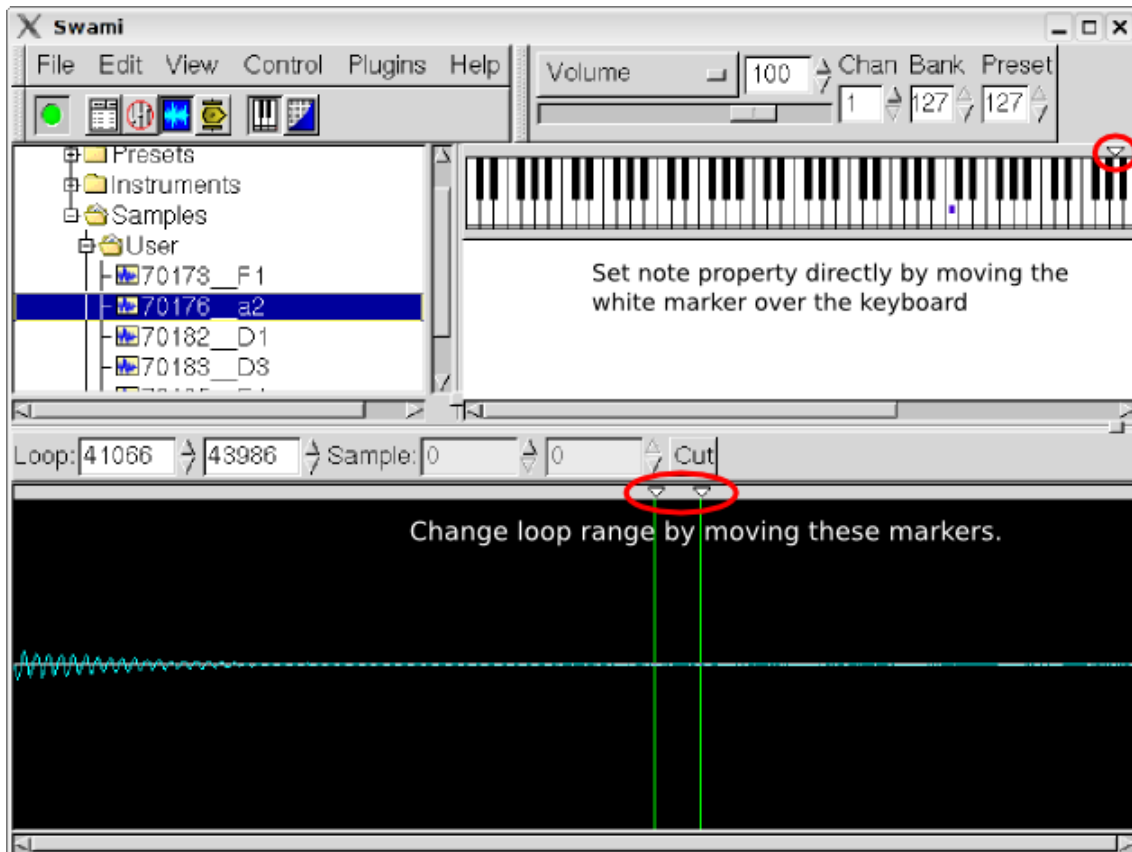 Swami
File Edit View Control Plugins Help
Volume 100 Chan Bank Preset
1 127 127
Presets
Instruments
Samples
User
70173__F1
70176__a2
70182__D1
70183__D3
Set note property directly by moving the
white marker over the keyboard
Loop: 41066 43986 Sample: 0 0 Cut
Change loop range by moving these markers.